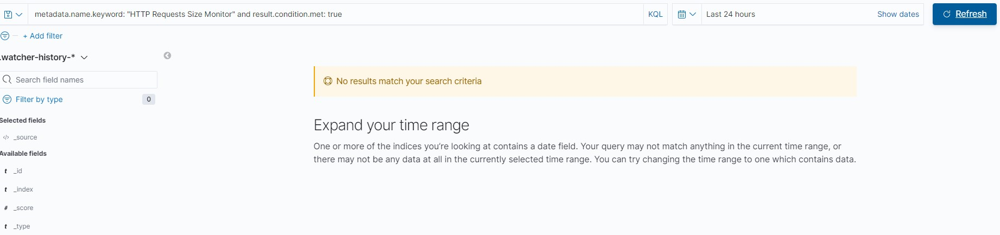 metadata.name.keyword: "HTTP Requests Size Monitor" and result.condition.met: true
KQL
Last 24 hours
Show dates
Refresh
+ Add filter
.watcher-history-*
Search field names
Filter by type
0
Selected fields
</> _source
Available fields
t _id
t _index
# _score
t _type
No results match your search criteria
Expand your time range
One or more of the indices you’re looking at contains a date field. Your query may not match anything in the current time range, or
there may not be any data at all in the currently selected time range. You can try changing the time range to one which contains data.